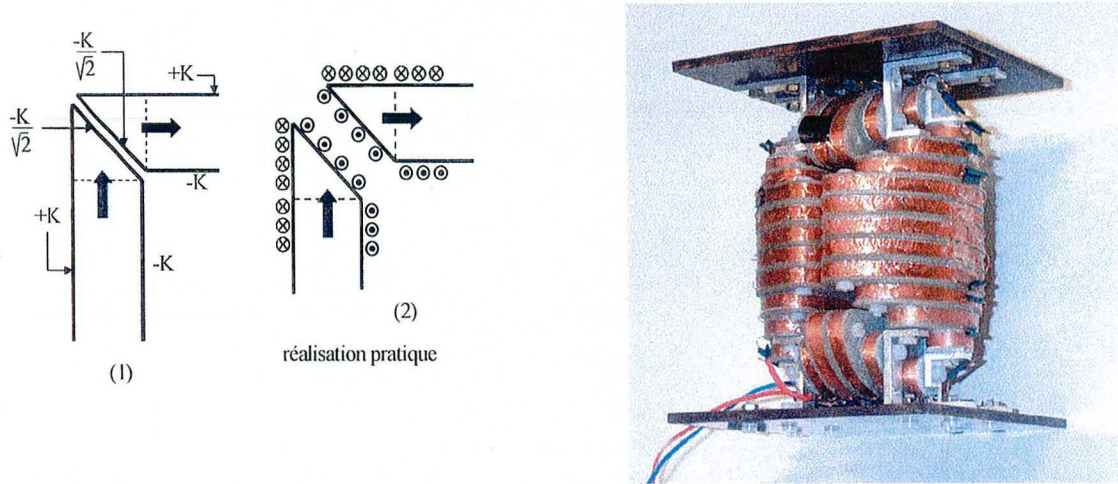 -K
√2
+K
-K
√2
-K
+K
-K
(1)
(2)
réalisation pratique